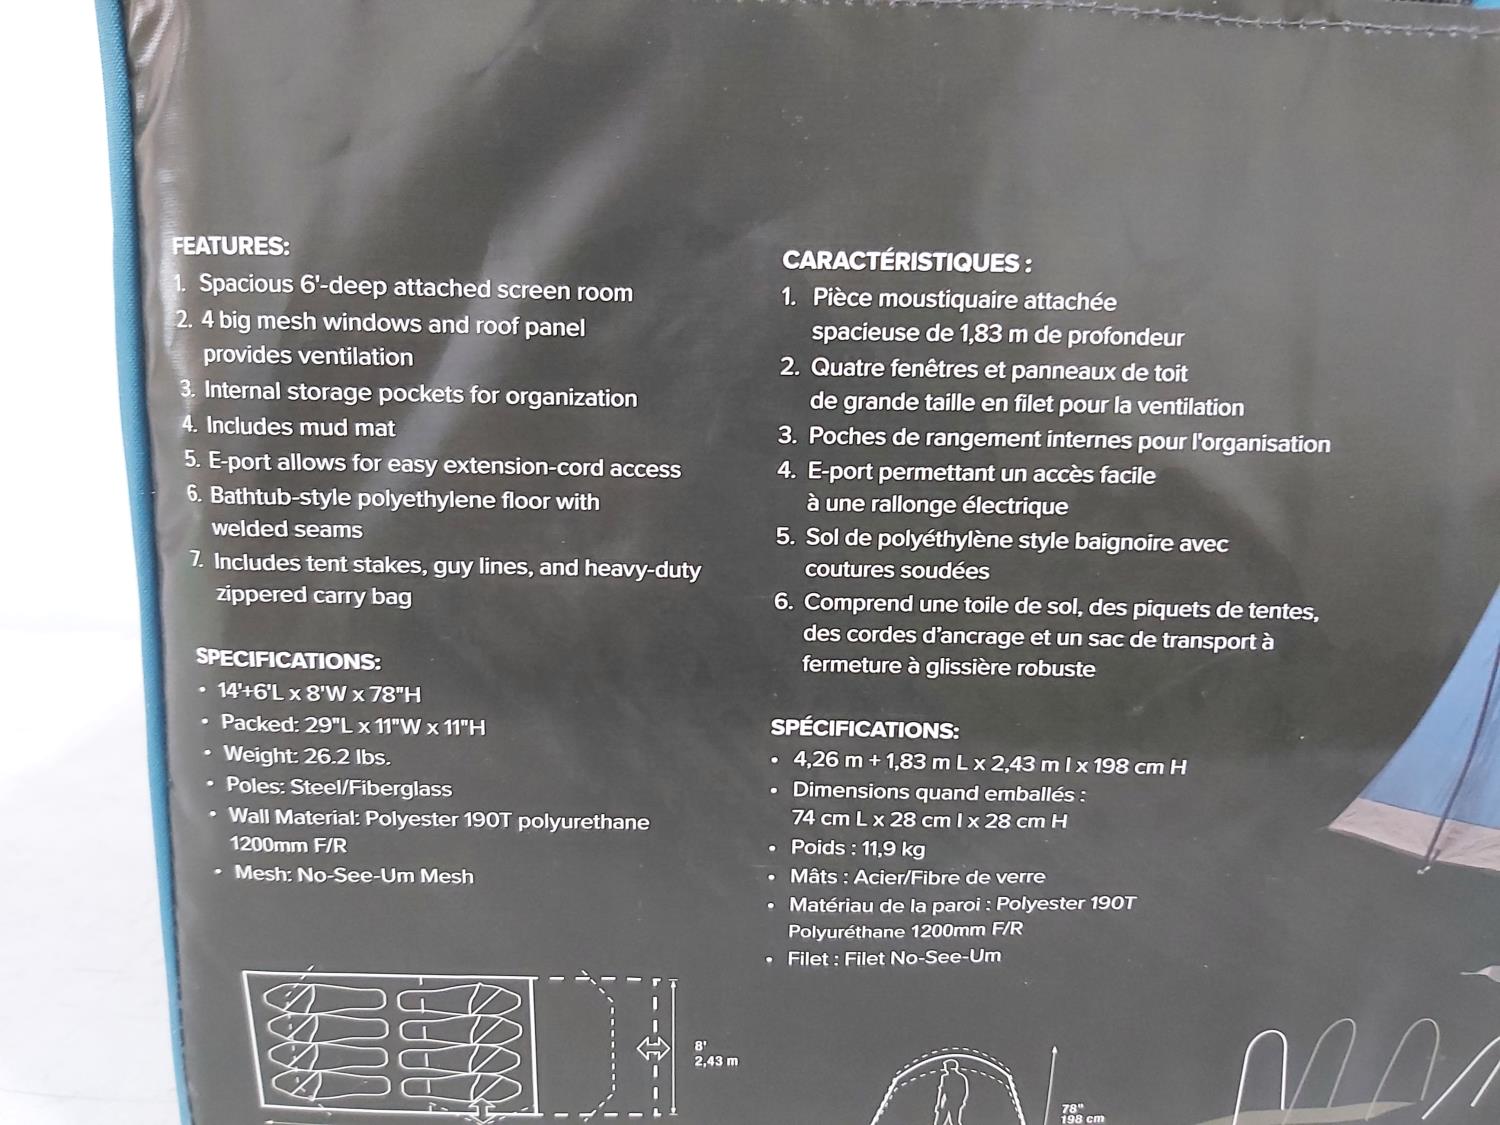 FEATURES:
1. Spacious 6'-deep attached screen room
2. 4 big mesh windows and roof panel
provides ventilation
3. Internal storage pockets for organization
4. Includes mud mat
5. E-port allows for easy extension-cord access
6. Bathtub-style polyethylene floor with
welded seams
7. Includes tent stakes, guy lines, and heavy-duty
zippered carry bag
SPECIFICATIONS:
• 14'+6'L x 8'W x 78"H
• Packed: 29"L x 11"W x 11"H
• Weight: 26.2 lbs.
• Poles: Steel/Fiberglass
• Wall Material: Polyester 190T polyurethane
1200mm F/R
• Mesh: No-See-Um Mesh
CARACTÉRISTIQUES :
1. Pièce moustiquaire attachée
spacieuse de 1,83 m de profondeur
2. Quatre fenêtres et panneaux de toit
de grande taille en filet pour la ventilation
3. Poches de rangement internes pour l'organisation
4. E-port permettant un accès facile
à une rallonge électrique
5. Sol de polyéthylène style baignoire avec
coutures soudées
6. Comprend une toile de sol, des piquets de tentes,
des cordes d'ancrage et un sac de transport à
fermeture à glissière robuste
SPÉCIFICATIONS:
• 4,26 m + 1,83 m L x 2,43 m l x 198 cm H
• Dimensions quand emballés :
74 cm L x 28 cm l x 28 cm H
• Poids : 11,9 kg
• Mâts : Acier/Fibre de verre
• Matériau de la paroi : Polyester 190T
Polyuréthane 1200mm F/R
• Filet : Filet No-See-Um
8'
2,43 m
78"
198 cm